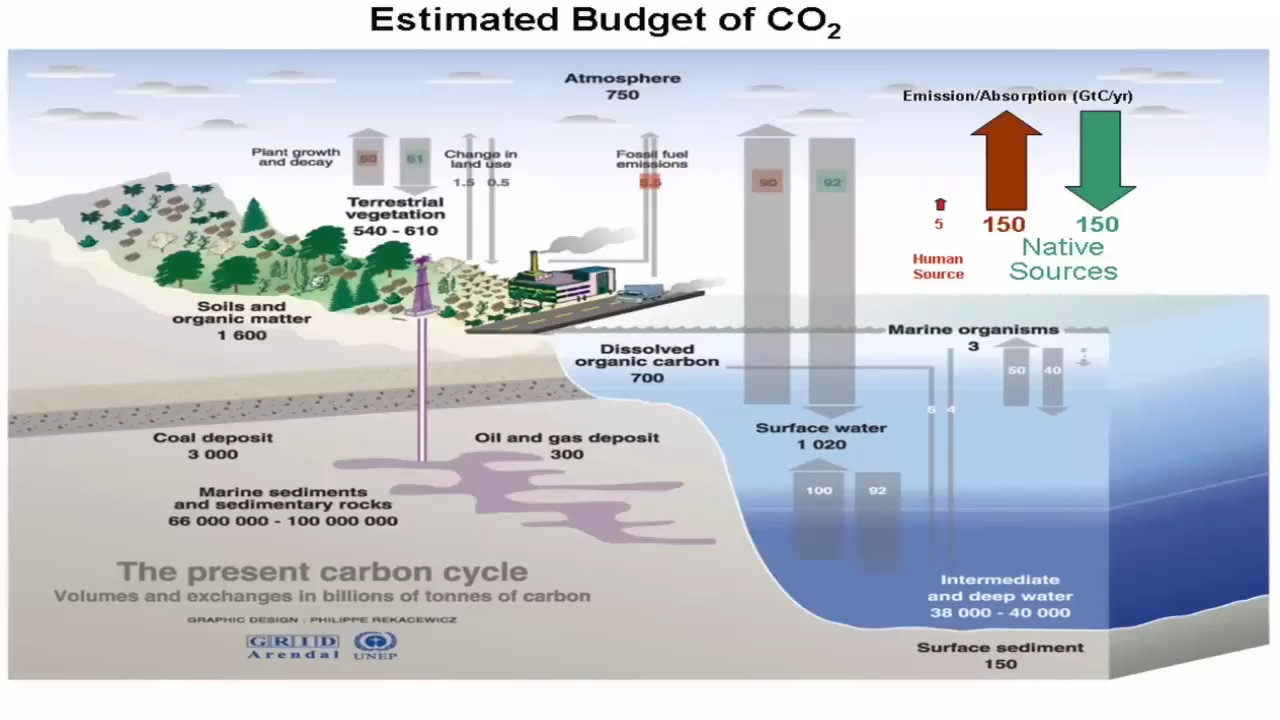 Estimated Budget of CO2
Atmosphere
750
Emission/Absorption (GtC/yr)
Plant growth
and decay
60
61
Change in
land use
1.5 0.5
Fossil fuel
emissions
5.5
90
92
5
150
150
Human
Source
Native
Sources
Terrestrial
vegetation
540 - 610
Soils and
organic matter
1 600
Marine organisms
3
50
40
Dissolved
organic carbon
700
6 4
Surface water
1 020
100
92
Coal deposit
3 000
Oil and gas deposit
300
Marine sediments
and sedimentary rocks
66 000 000 - 100 000 000
The present carbon cycle
Volumes and exchanges in billions of tonnes of carbon
GRAPHIC DESIGN : PHILIPPE REKACEWICZ
GRID
Arendal
UNEP
Intermediate
and deep water
38 000 - 40 000
Surface sediment
150